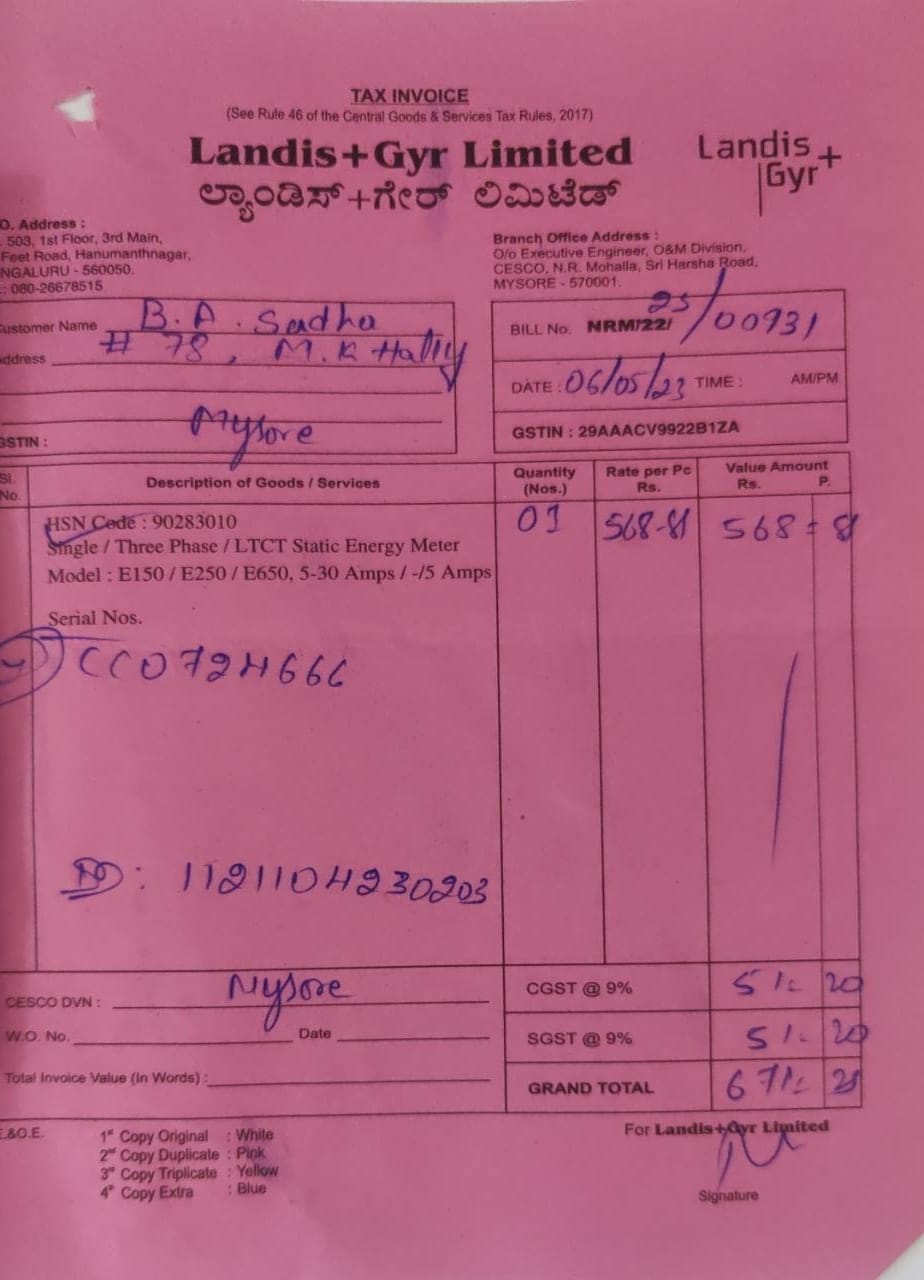 TAX INVOICE
(See Rule 46 of the Central Goods & Services Tax Rules, 2017)
Landis+Gyr Limited
ಲ್ಯಾಂಡಿಸ್+ಗೇರ್ ಲಿಮಿಟೆಡ್
Landis
Gyr+
O. Address :
503, 1st Floor, 3rd Main,
Feet Road, Hanumanthnagar,
NGALURU - 560050.
.: 080-26678515
Branch Office Address :
O/o Executive Engineer, O&M Division,
CESCO, N.R. Mohalla, Sri Harsha Road,
MYSORE - 570001.
Customer Name B.A. Sadha
Address # 78, M.K Hally
Mysore
GSTIN :
BILL No. NRM/22/23/00931
DATE : 06/05/23 TIME : AM/PM
GSTIN : 29AAACV9922B1ZA
Sl. No. Description of Goods / Services Quantity (Nos.) Rate per Pc Rs. Value Amount Rs. P.
HSN Code : 90283010 01 568-81 568 = 81
Single / Three Phase / LTCT Static Energy Meter
Model : E150 / E250 / E650, 5-30 Amps / -/5 Amps
Serial Nos.
CC0724666
: 11211104230203
CESCO DVN : Mysore
W.O. No. Date
Total Invoice Value (In Words) :
CGST @ 9% 51= 20
SGST @ 9% 51= 20
GRAND TOTAL 671= 21
E.&O.E.
1st Copy Original : White
2nd Copy Duplicate : Pink
3rd Copy Triplicate : Yellow
4th Copy Extra : Blue
For Landis+Gyr Limited
Signature